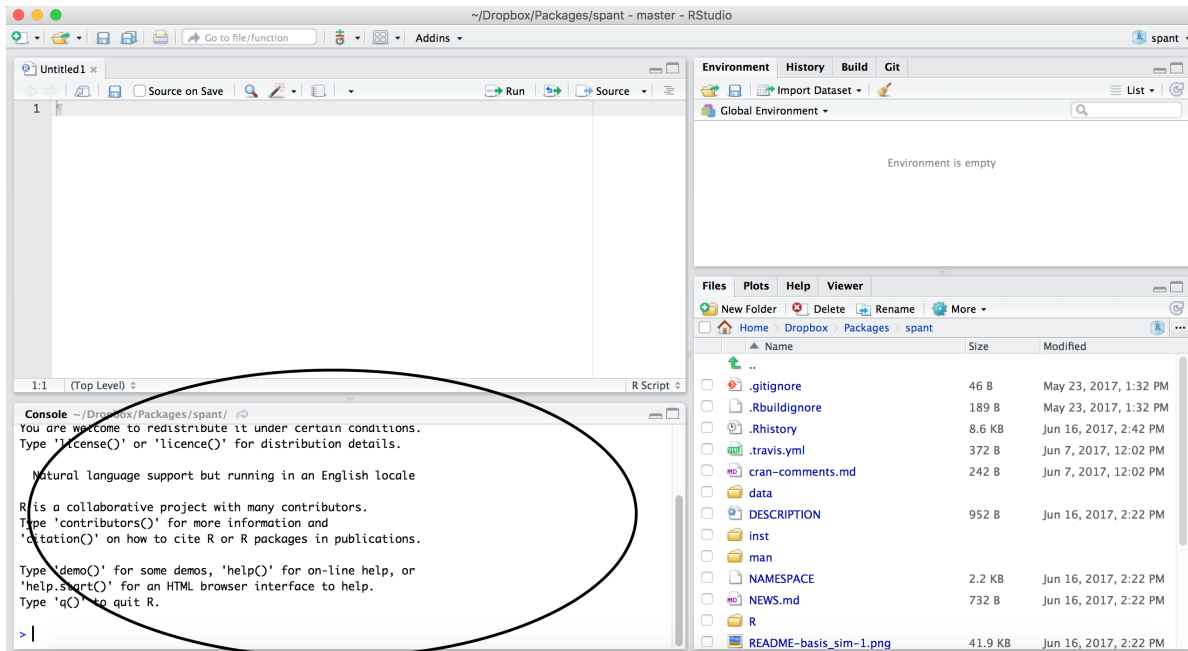 ~/Dropbox/Packages/spant - master - RStudio
Go to file/function Addins spant
Untitled1
Source on Save Run Source
1
1:1 (Top Level) R Script
Console ~/Dropbox/Packages/spant/
You are welcome to redistribute it under certain conditions.
Type 'license()' or 'licence()' for distribution details.
Natural language support but running in an English locale
R is a collaborative project with many contributors.
Type 'contributors()' for more information and
'citation()' on how to cite R or R packages in publications.
Type 'demo()' for some demos, 'help()' for on-line help, or
'help.start()' for an HTML browser interface to help.
Type 'q()' to quit R.
>
Environment History Build Git
Import Dataset List
Global Environment
Environment is empty
Files Plots Help Viewer
New Folder Delete Rename More
Home Dropbox Packages spant
Name Size Modified
..
.gitignore 46 B May 23, 2017, 1:32 PM
.Rbuildignore 189 B May 23, 2017, 1:32 PM
.Rhistory 8.6 KB Jun 16, 2017, 2:42 PM
.travis.yml 372 B Jun 7, 2017, 12:02 PM
cran-comments.md 242 B Jun 7, 2017, 12:02 PM
data
DESCRIPTION 952 B Jun 16, 2017, 2:22 PM
inst
man
NAMESPACE 2.2 KB Jun 16, 2017, 2:22 PM
NEWS.md 732 B Jun 16, 2017, 2:22 PM
R
README-basis_sim-1.png 41.9 KB Jun 16, 2017, 2:22 PM